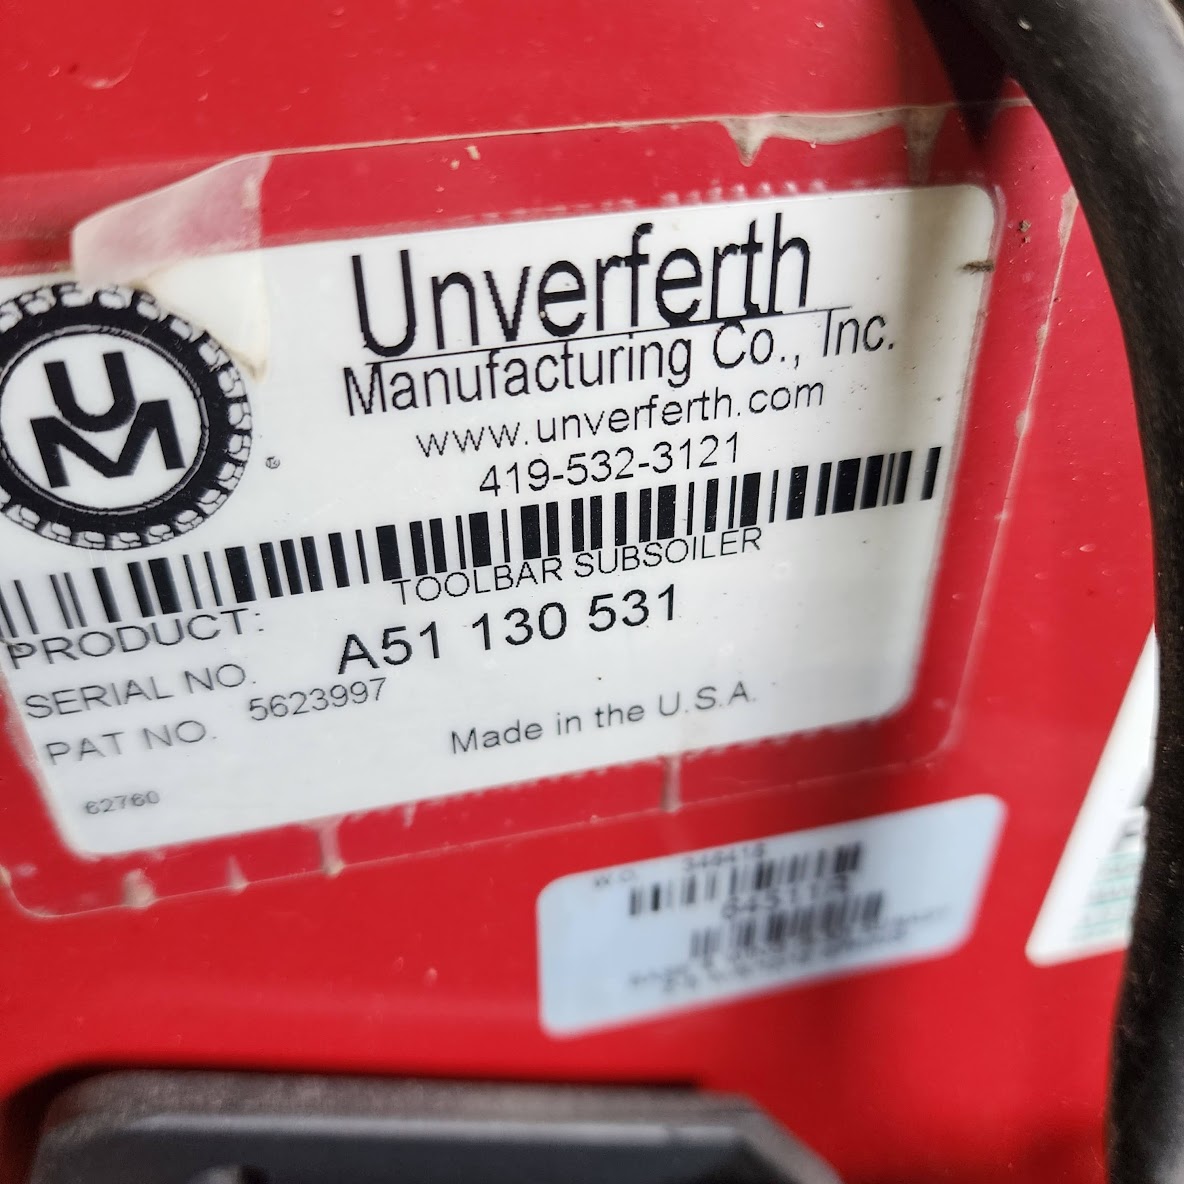 Unverferth
Manufacturing Co., Inc.
www.unverferth.com
419-532-3121
UM
PRODUCT: TOOLBAR SUBSOILER
SERIAL NO. A51 130 531
PAT NO. 5623997
Made in the U.S.A.
62760
W.O.